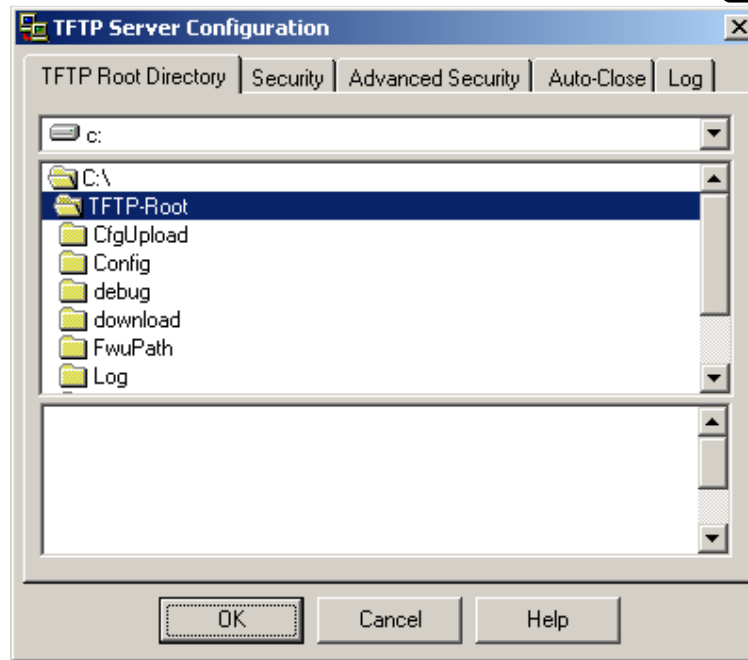 TFTP Server Configuration
TFTP Root Directory Security Advanced Security Auto-Close Log
c:
C:\
TFTP-Root
CfgUpload
Config
debug
download
FwuPath
Log
OK Cancel Help